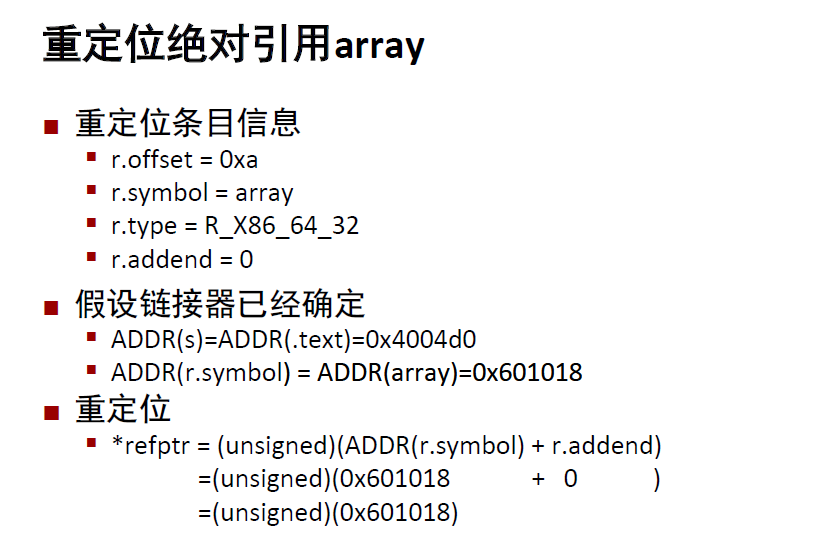 重定位绝对引用array
■ 重定位条目信息
▪ r.offset = 0xa
▪ r.symbol = array
▪ r.type = R_X86_64_32
▪ r.addend = 0
■ 假设链接器已经确定
▪ ADDR(s)=ADDR(.text)=0x4004d0
▪ ADDR(r.symbol) = ADDR(array)=0x601018
■ 重定位
▪ *refptr = (unsigned)(ADDR(r.symbol) + r.addend)
=(unsigned)(0x601018 + 0 )
=(unsigned)(0x601018)